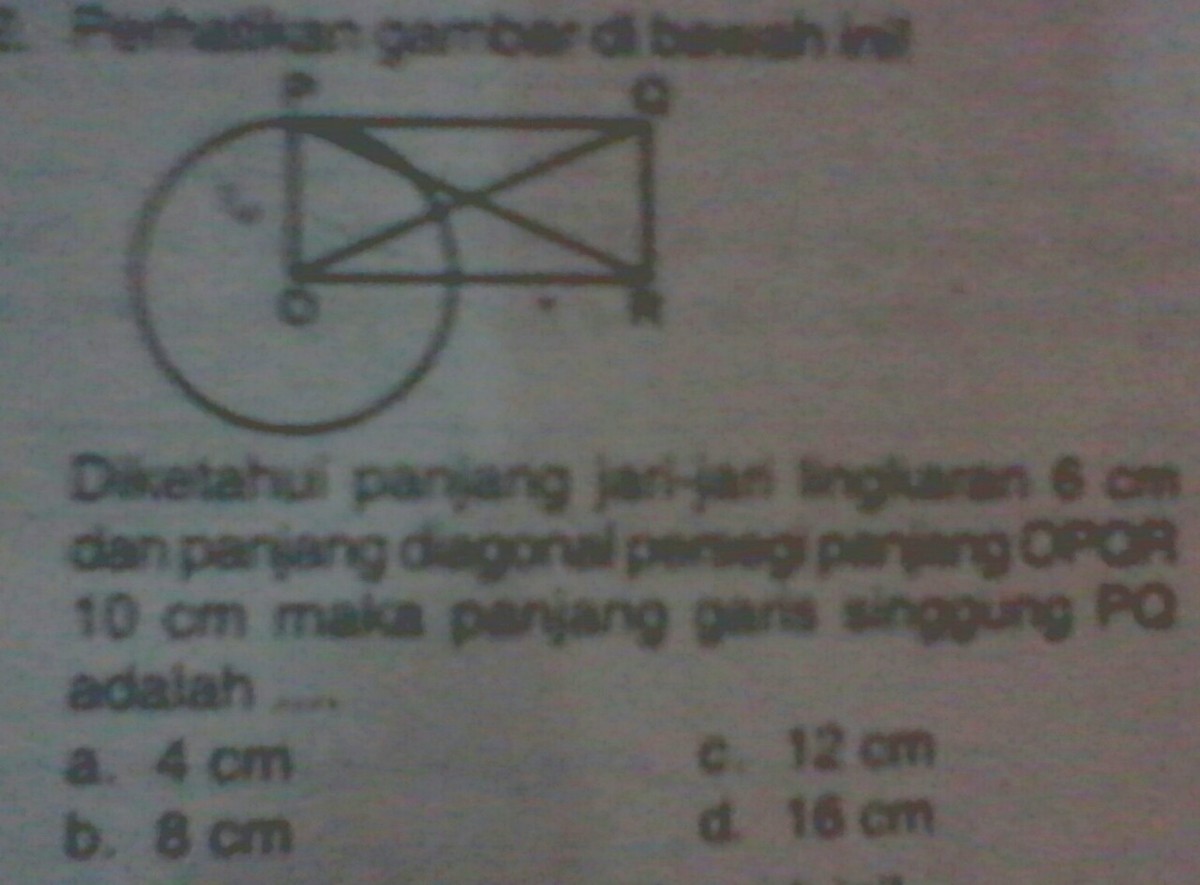 2. Perhatikan gambar di bawah ini!
P
Q
O
R
Diketahui panjang jari-jari lingkaran 6 cm
dan panjang diagonal persegi panjang OPQR
10 cm maka panjang garis singgung PQ
adalah ....
a. 4 cm
c. 12 cm
b. 8 cm
d. 16 cm